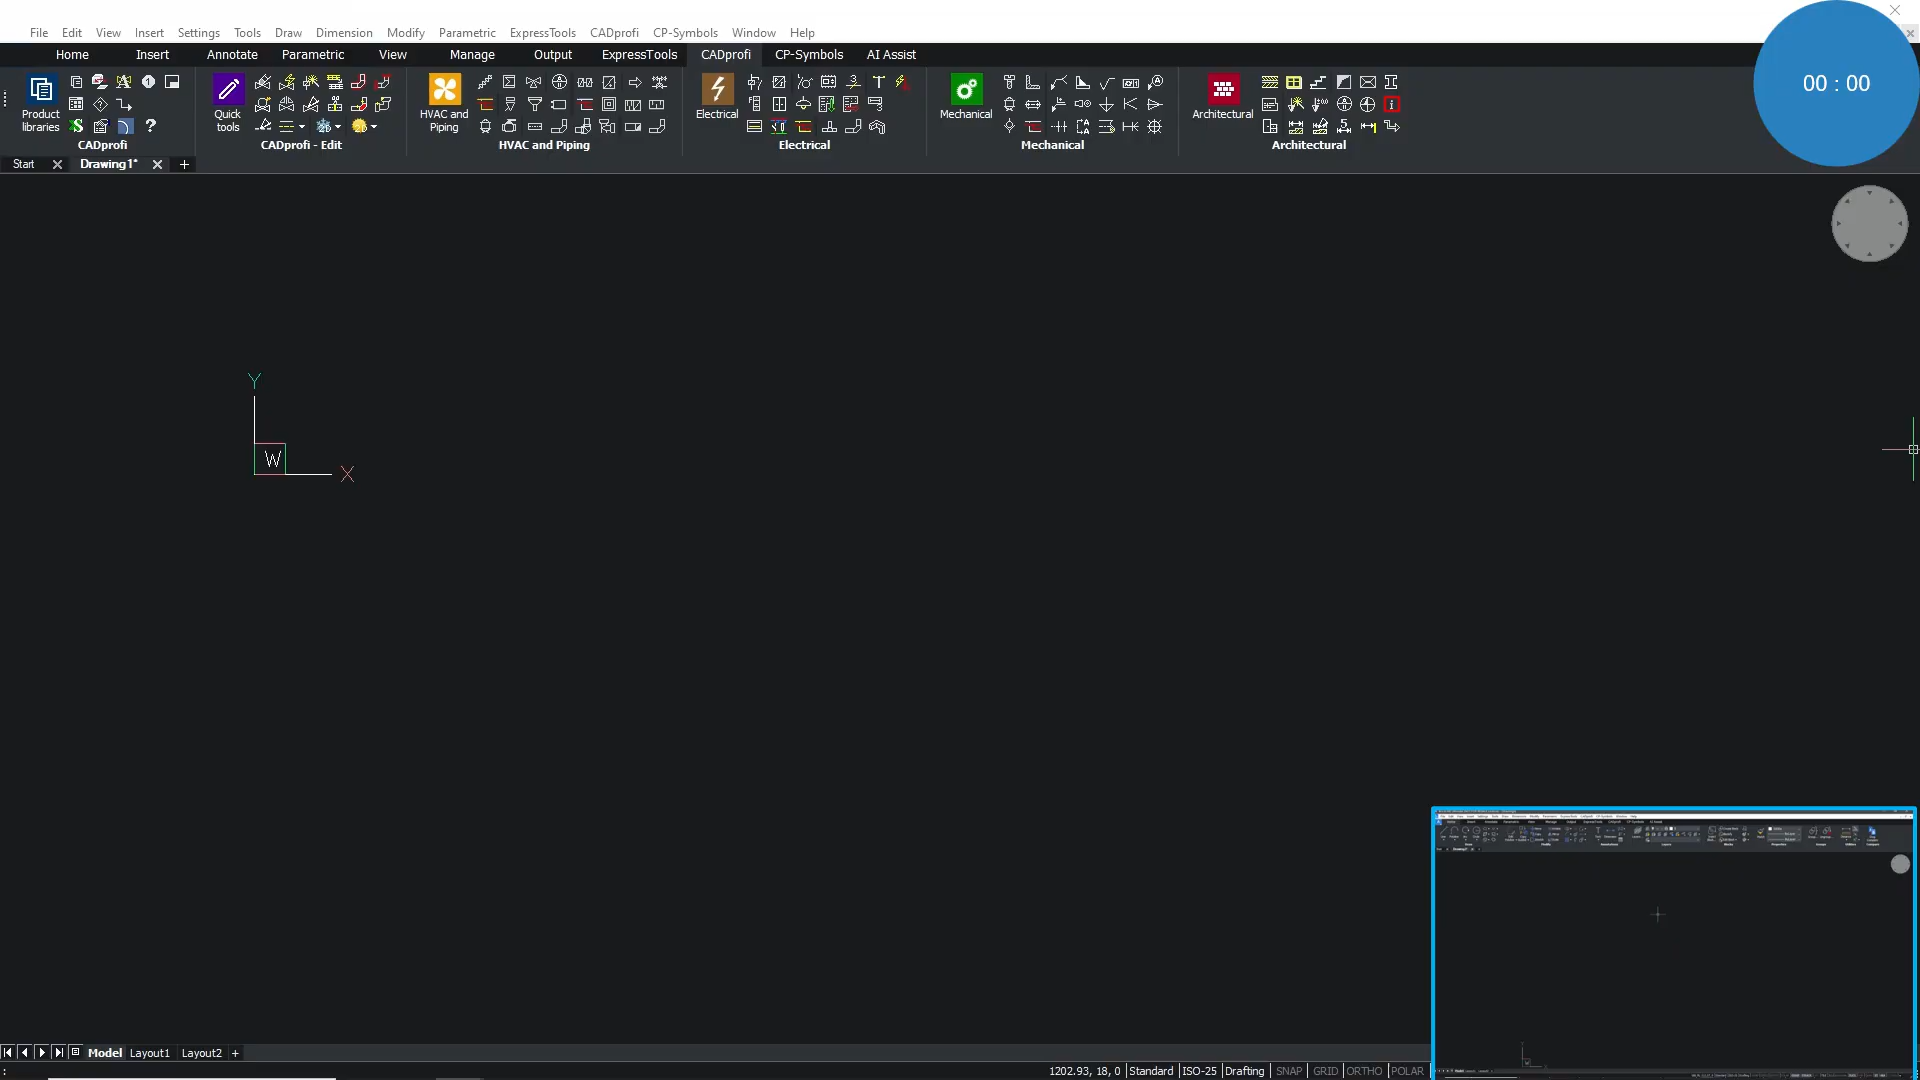 File Edit View Insert Settings Tools Draw Dimension Modify Parametric ExpressTools CADprofi CP-Symbols Window Help
Home Insert Annotate Parametric View Manage Output ExpressTools CADprofi CP-Symbols AI Assist
00 : 00
Product libraries
Quick tools
HVAC and Piping
Electrical
Mechanical
Architectural
CADprofi
CADprofi - Edit
HVAC and Piping
Electrical
Mechanical
Architectural
Start Drawing1*
Y
W
X
Model Layout1 Layout2
: 1202.93, 18, 0 Standard ISO-25 Drafting SNAP GRID ORTHO POLAR